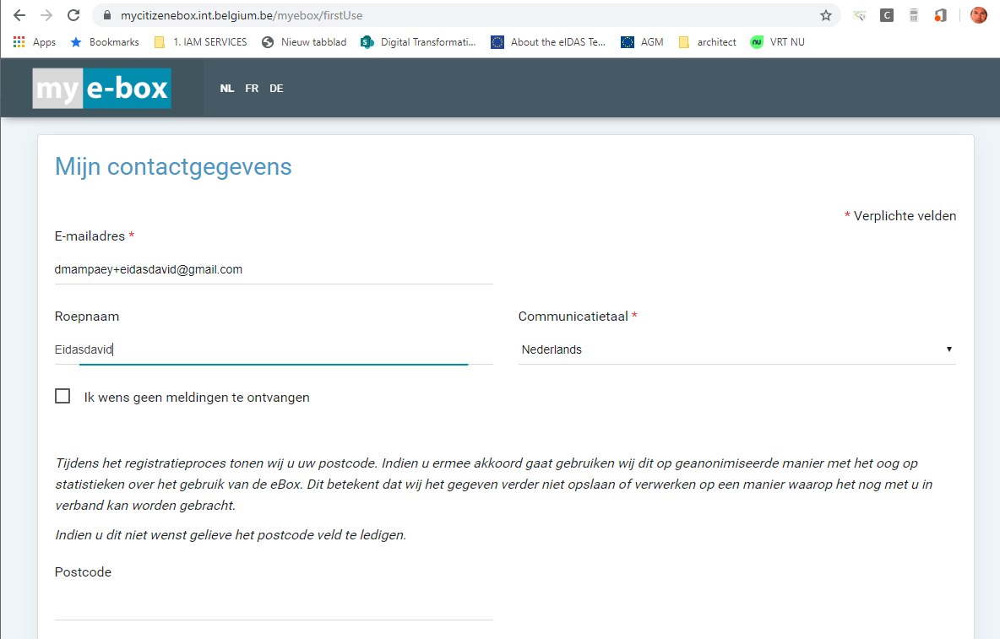 mycitizenebox.int.belgium.be/myebox/firstUse
Apps Bookmarks 1. IAM SERVICES Nieuw tabblad Digital Transformati... About the eIDAS Te... AGM architect VRT NU
my e-box NL FR DE
Mijn contactgegevens
* Verplichte velden
E-mailadres *
dmampaey+eidasdavid@gmail.com
Roepnaam Communicatietaal *
Eidasdavid Nederlands
Ik wens geen meldingen te ontvangen
Tijdens het registratieproces tonen wij u uw postcode. Indien u ermee akkoord gaat gebruiken wij dit op geanonimiseerde manier met het oog op
statistieken over het gebruik van de eBox. Dit betekent dat wij het gegeven verder niet opslaan of verwerken op een manier waarop het nog met u in
verband kan worden gebracht.
Indien u dit niet wenst gelieve het postcode veld te ledigen.
Postcode